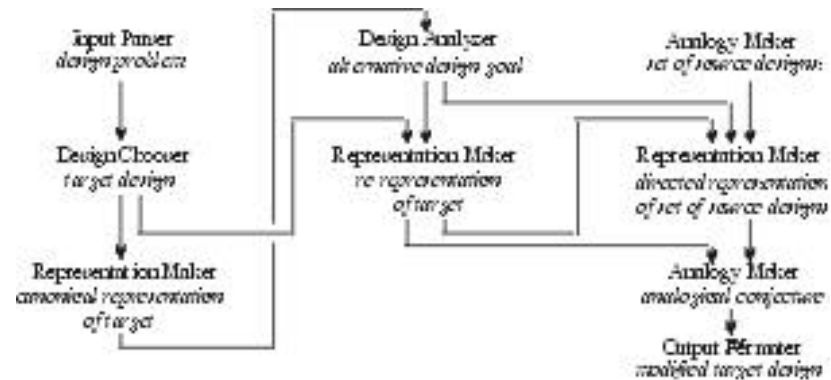 Input Parser
design problem
Design Analyzer
alternative design goal
Analogy Maker
set of source designs
Design Chooser
target design
Representation Maker
re representation
of target
Representation Maker
directed representation
of set of source designs
Representation Maker
canonical representation
of target
Analogy Maker
analogical conjecture
Output
modified target design